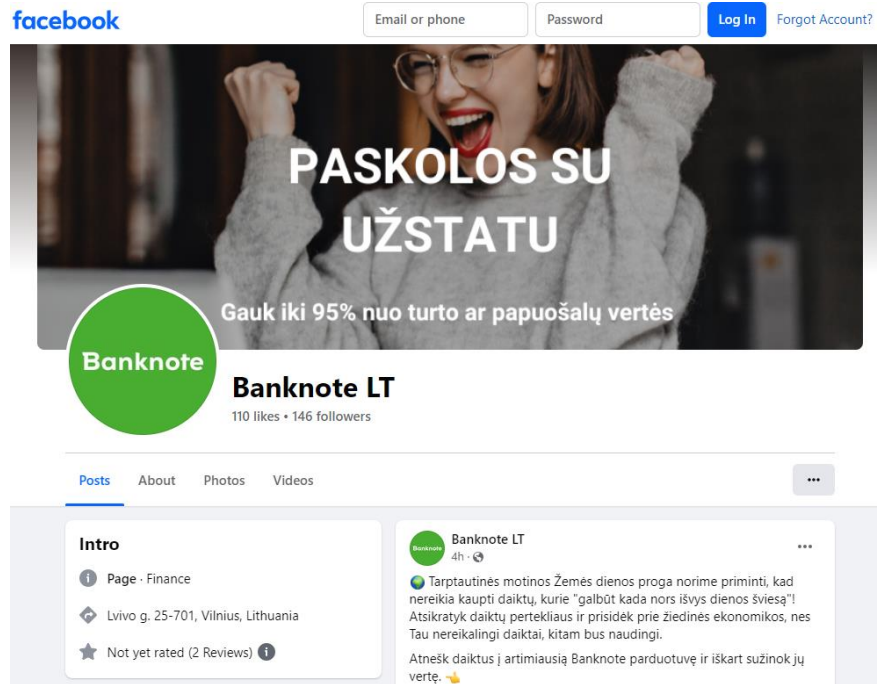 facebook
Email or phone
Password
Log In
Forgot Account?
PASKOLOS SU
UŽSTATU
Gauk iki 95% nuo turto ar papuošalų vertės
Banknote
Banknote LT
110 likes • 146 followers
Posts
About
Photos
Videos
Intro
Page · Finance
Lvivo g. 25-701, Vilnius, Lithuania
Not yet rated (2 Reviews)
Banknote
Banknote LT
4h ·
🌍 Tarptautinės motinos Žemės dienos proga norime priminti, kad
nereikia kaupti daiktų, kurie "galbūt kada nors išvys dienos šviesą"!
Atsikratyk daiktų pertekliaus ir prisidėk prie žiedinės ekonomikos, nes
Tau nereikalingi daiktai, kitam bus naudingi.
Atnešk daiktus į artimiausią Banknote parduotuvę ir iškart sužinok jų
vertę. 👈